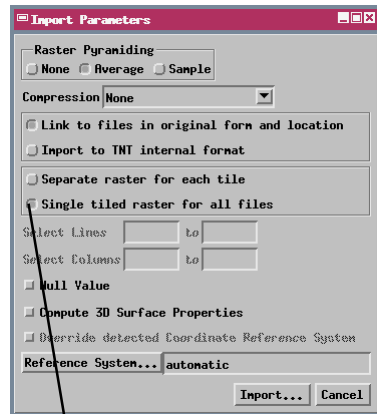 Import Parameters
Raster Pyramiding
None Average Sample
Compression None
Link to files in original form and location
Import to TNT internal format
Separate raster for each tile
Single tiled raster for all files
Select Lines to
Select Columns to
Null Value
Compute 3D Surface Properties
Override detected Coordinate Reference System
Reference System... automatic
Import... Cancel